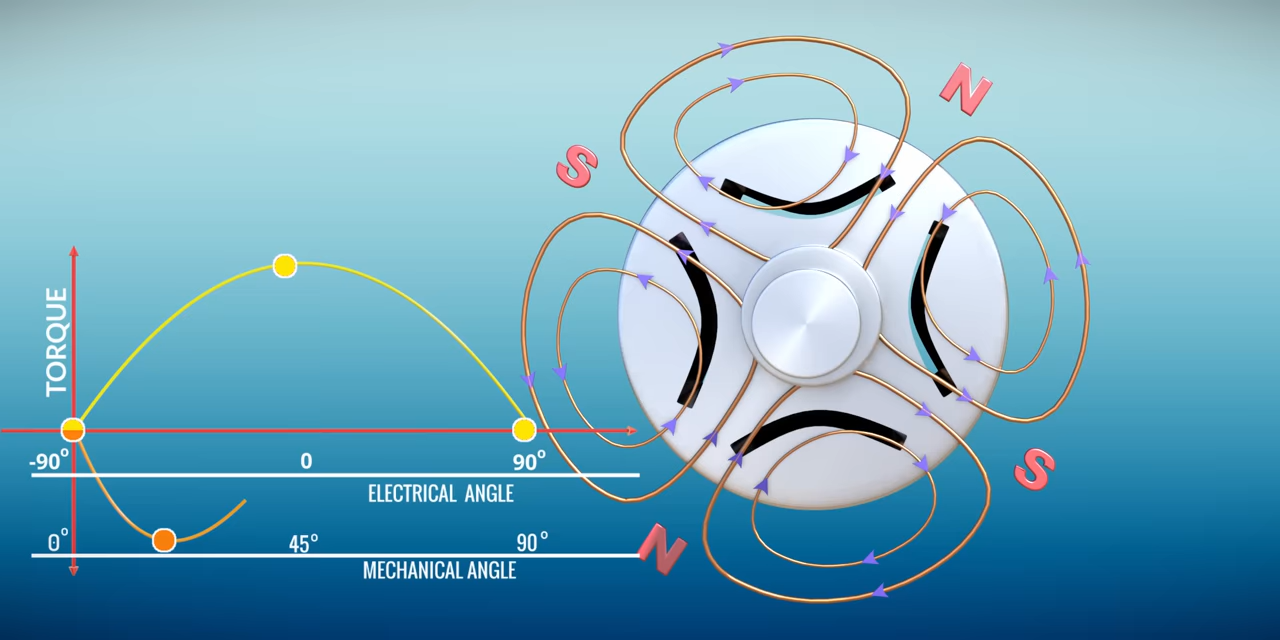 N
S
TORQUE
-90° 0 90°
ELECTRICAL ANGLE
S
0° 45° 90°
N
MECHANICAL ANGLE